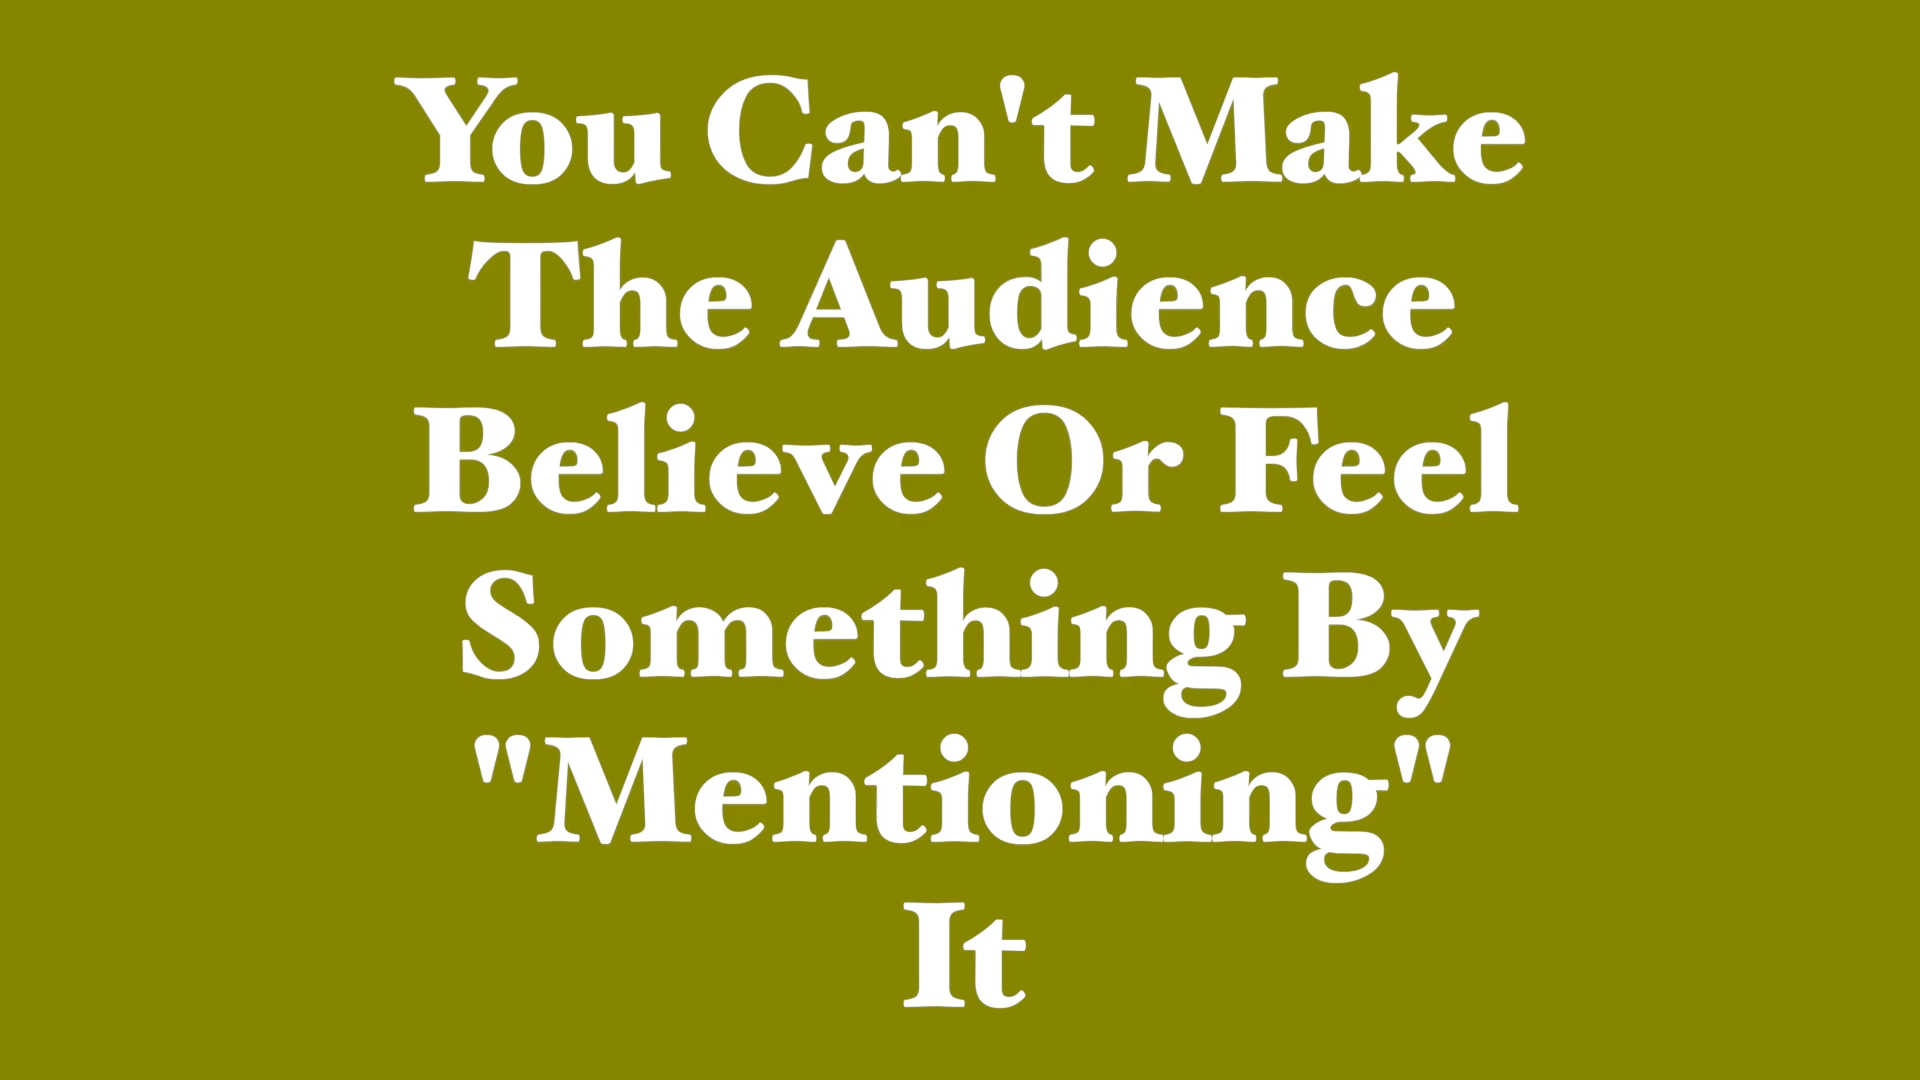 You Can't Make
The Audience
Believe Or Feel
Something By
"Mentioning"
It